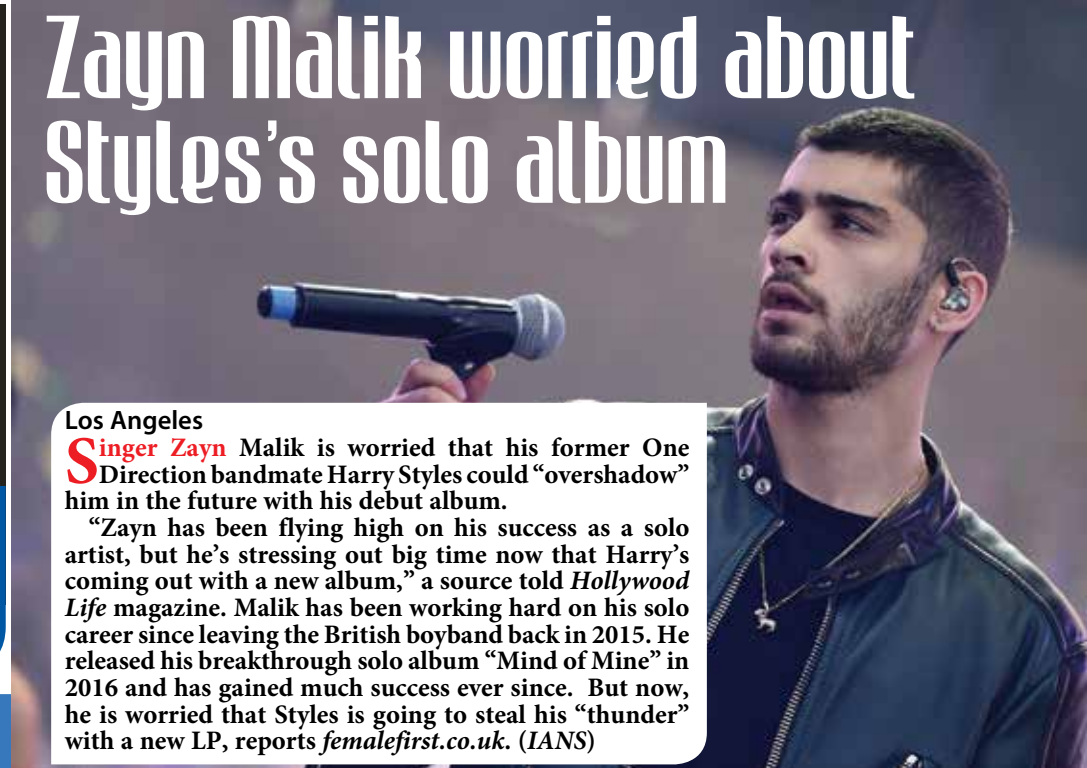 Zayn Malik worried about
Styles's solo album
Los Angeles
Singer Zayn Malik is worried that his former One
Direction bandmate Harry Styles could “overshadow”
him in the future with his debut album.
“Zayn has been flying high on his success as a solo
artist, but he's stressing out big time now that Harry's
coming out with a new album,” a source told Hollywood
Life magazine. Malik has been working hard on his solo
career since leaving the British boyband back in 2015. He
released his breakthrough solo album “Mind of Mine” in
2016 and has gained much success ever since. But now,
he is worried that Styles is going to steal his “thunder”
with a new LP, reports femalefirst.co.uk. (IANS)